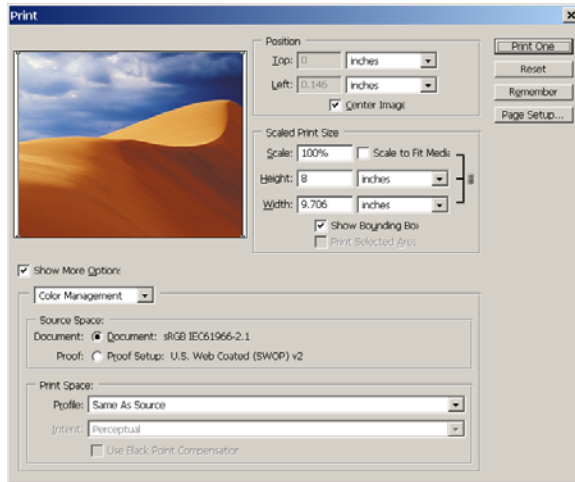 Print
Position
Top: 0 inches
Left: 0.146 inches
Center Image
Print One
Reset
Remember
Page Setup...
Scaled Print Size
Scale: 100% Scale to Fit Media
Height: 8 inches
Width: 9.706 inches
Show Bounding Box
Print Selected Area
Show More Options
Color Management
Source Space:
Document: Document: sRGB IEC61966-2.1
Proof: Proof Setup: U.S. Web Coated (SWOP) v2
Print Space:
Profile: Same As Source
Intent: Perceptual
Use Black Point Compensation